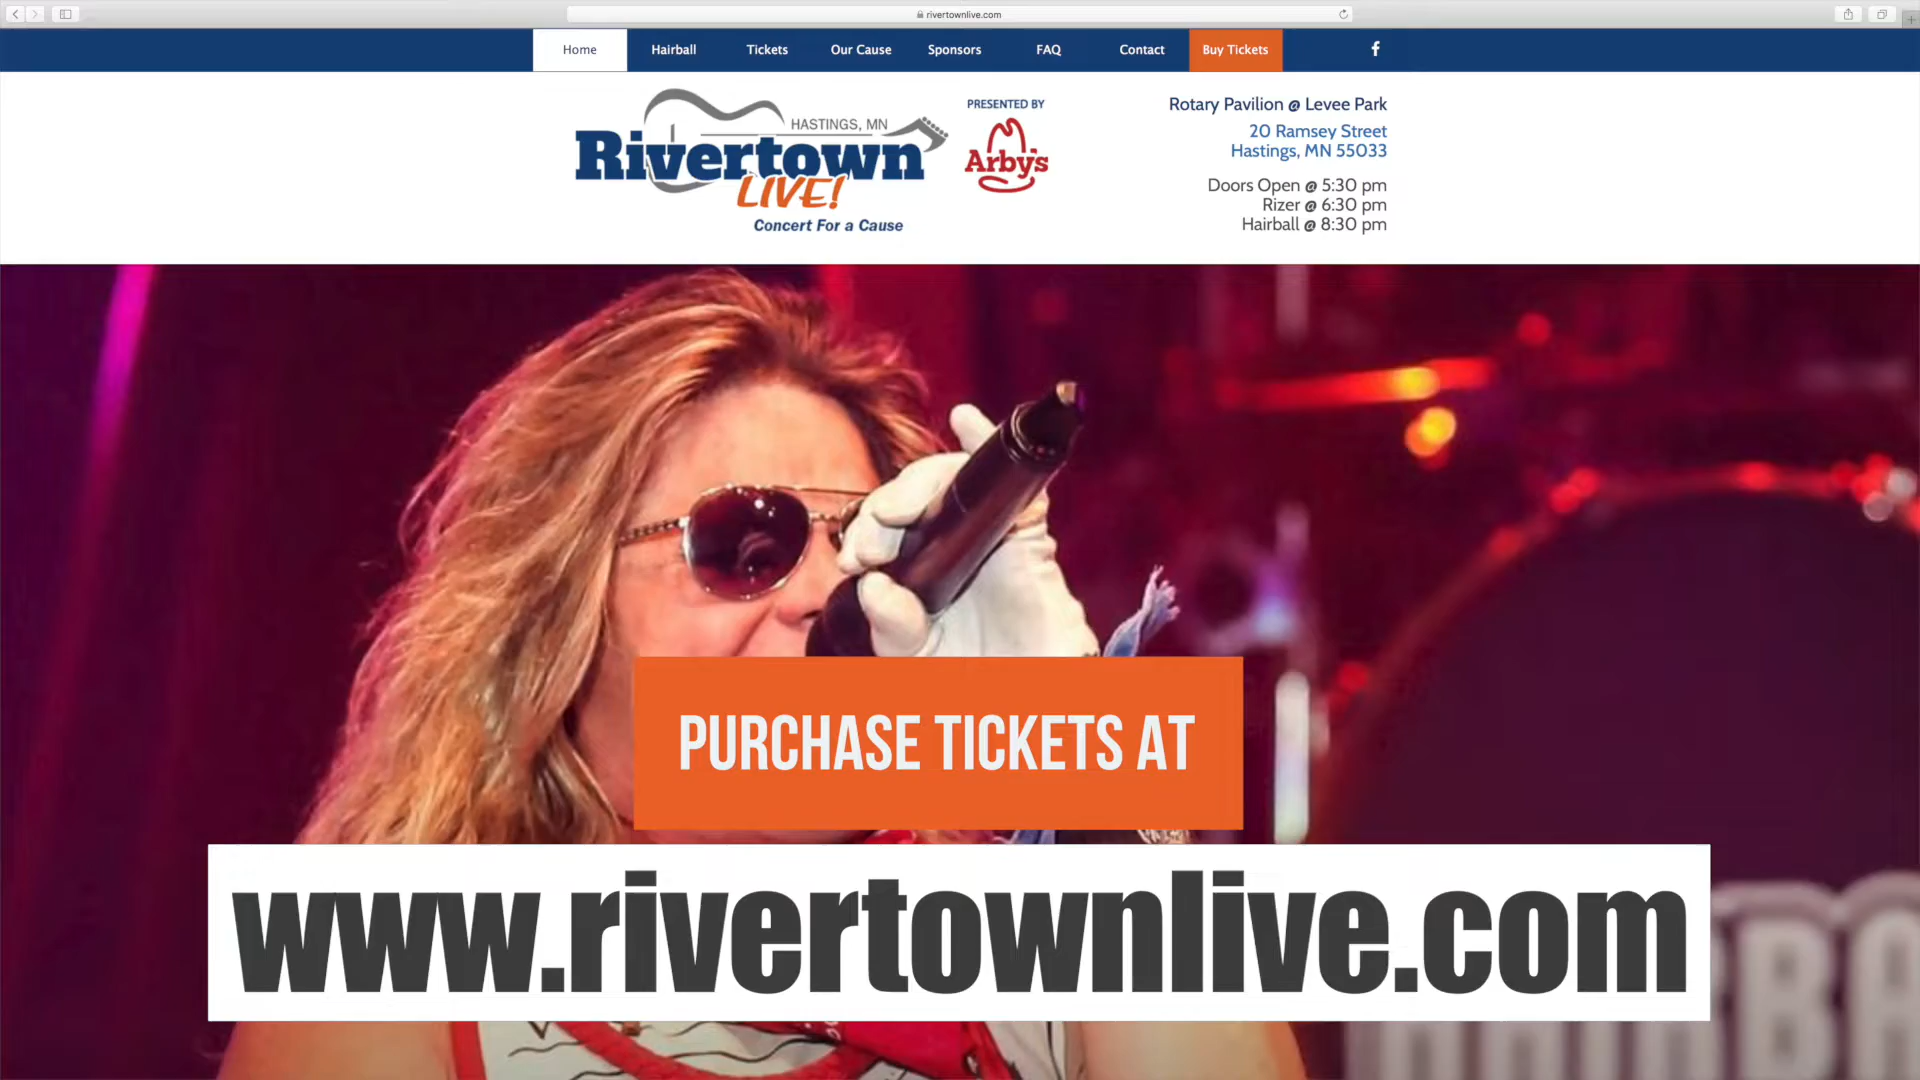 rivertownlive.com
Home
Hairball
Tickets
Our Cause
Sponsors
FAQ
Contact
Buy Tickets
HASTINGS, MN
Rivertown
LIVE!
Concert For a Cause
PRESENTED BY
Arby's
Rotary Pavilion @ Levee Park
20 Ramsey Street
Hastings, MN 55033
Doors Open @ 5:30 pm
Rizer @ 6:30 pm
Hairball @ 8:30 pm
PURCHASE TICKETS AT
www.rivertownlive.com